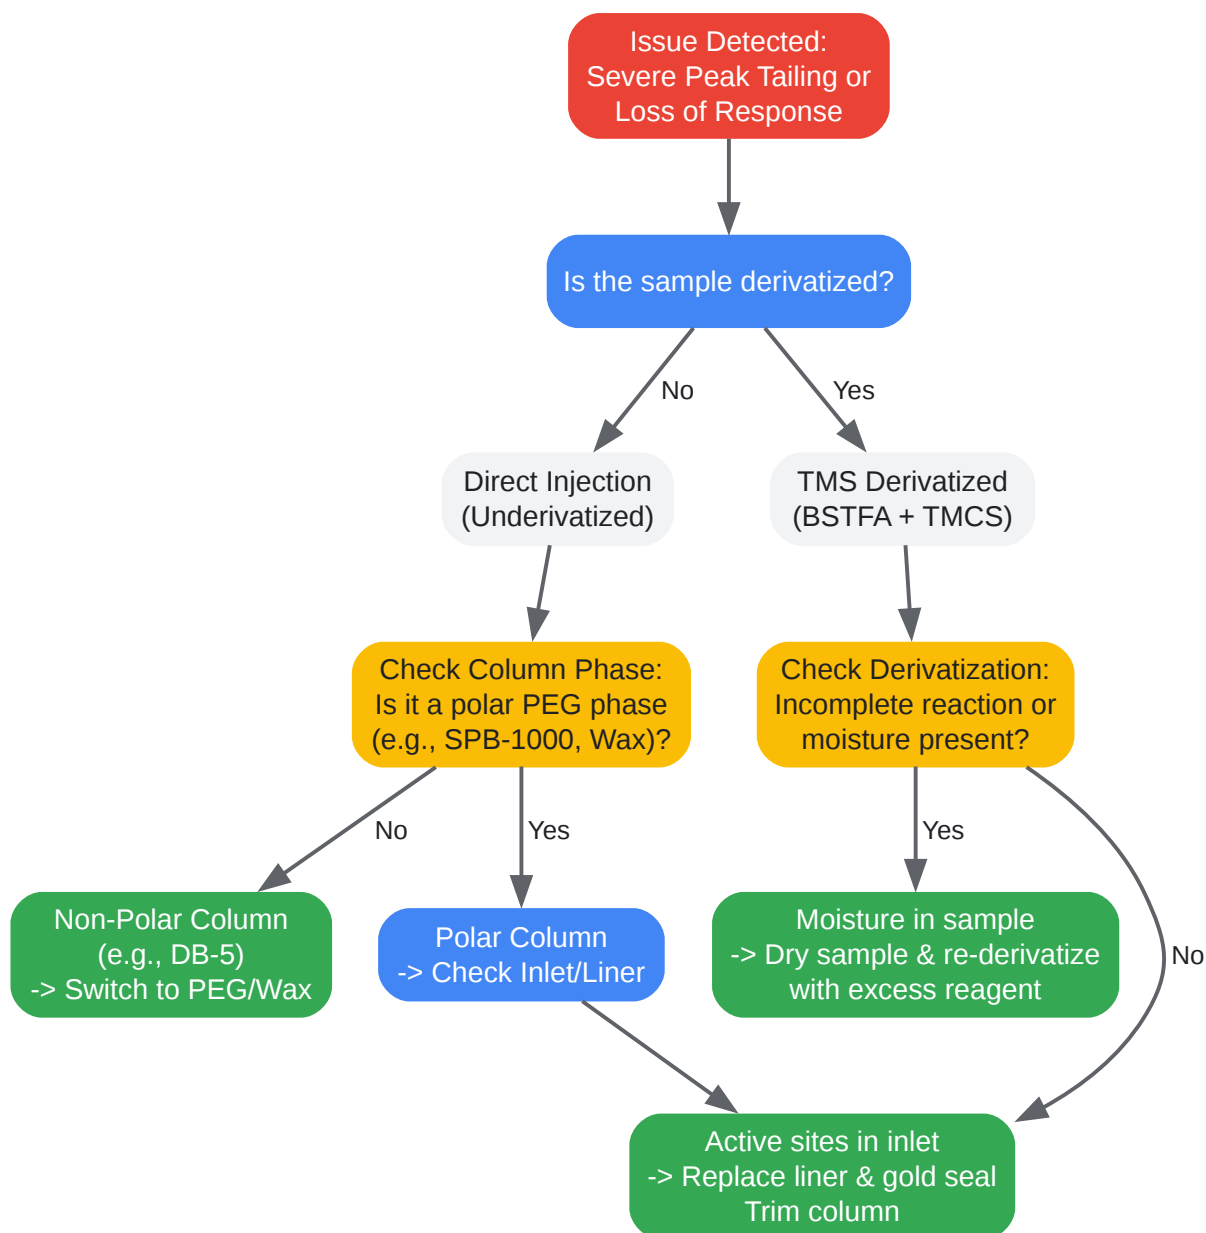 Issue Detected:
Severe Peak Tailing or
Loss of Response
Is the sample derivatized?
No
Yes
Direct Injection
(Underivatized)
TMS Derivatized
(BSTFA + TMCS)
Check Column Phase:
Is it a polar PEG phase
(e.g., SPB-1000, Wax)?
Check Derivatization:
Incomplete reaction or
moisture present?
No
Yes
Yes
No
Non-Polar Column
(e.g., DB-5)
-> Switch to PEG/Wax
Polar Column
-> Check Inlet/Liner
Moisture in sample
-> Dry sample & re-derivatize
with excess reagent
Active sites in inlet
-> Replace liner & gold seal
Trim column